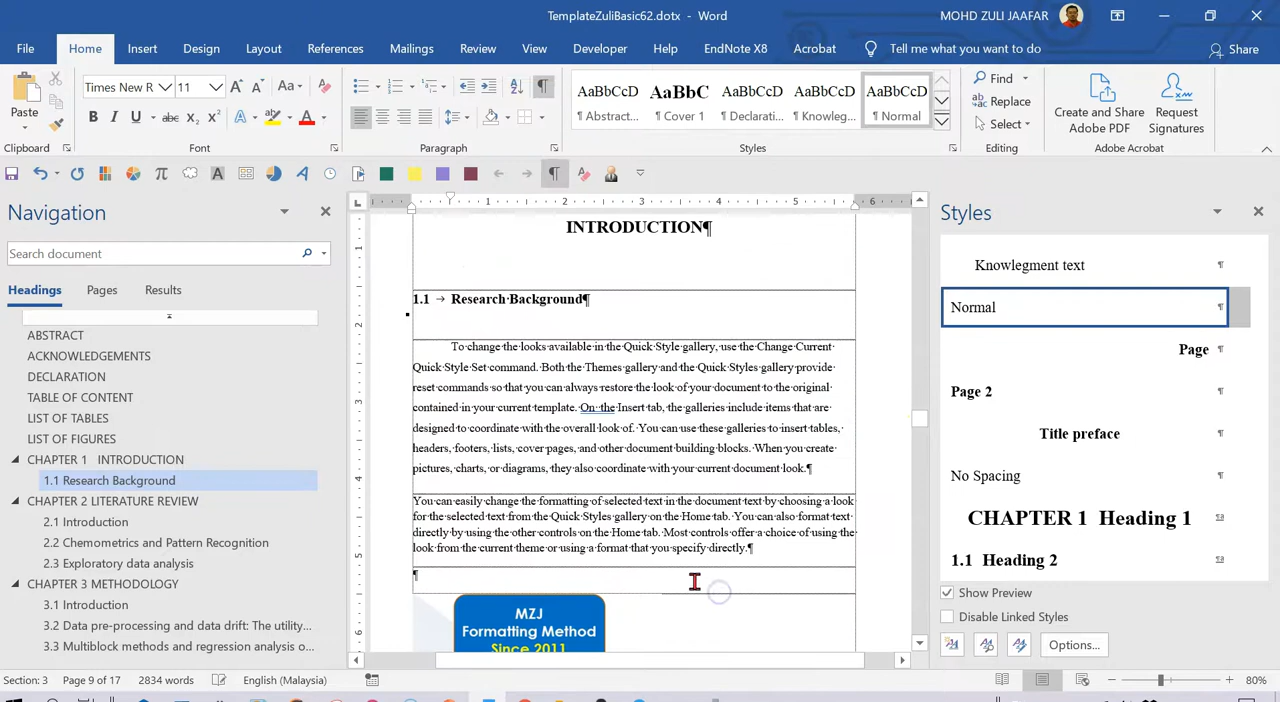 TemplateZuliBasic62.dotx - Word
MOHD ZULI JAAFAR
File Home Insert Design Layout References Mailings Review View Developer Help EndNote X8 Acrobat Tell me what you want to do Share
Times New R 11
Paste
Clipboard
Font
Paragraph
AaBbCcD AaBbC AaBbCcD AaBbCcD AaBbCcD
¶ Abstract... ¶ Cover 1 ¶ Declarati... ¶ Knowleg... ¶ Normal
Styles
Find
Replace
Select
Editing
Create and Share
Adobe PDF
Request
Signatures
Adobe Acrobat
Navigation
Search document
Headings Pages Results
ABSTRACT
ACKNOWLEDGEMENTS
DECLARATION
TABLE OF CONTENT
LIST OF TABLES
LIST OF FIGURES
CHAPTER 1 INTRODUCTION
1.1 Research Background
CHAPTER 2 LITERATURE REVIEW
2.1 Introduction
2.2 Chemometrics and Pattern Recognition
2.3 Exploratory data analysis
CHAPTER 3 METHODOLOGY
3.1 Introduction
3.2 Data pre-processing and data drift: The utility...
3.3 Multiblock methods and regression analysis o...
1 2 3 4 5 6
INTRODUCTION¶
1.1 → Research·Background¶
To·change·the·looks·available·in·the·Quick·Style·gallery,·use·the·Change·Current·
Quick·Style·Set·command.·Both·the·Themes·gallery·and·the·Quick·Styles·gallery·provide·
reset·commands·so·that·you·can·always·restore·the·look·of·your·document·to·the·original·
contained·in·your·current·template.·On··the·Insert·tab,·the·galleries·include·items·that·are·
designed·to·coordinate·with·the·overall·look·of.·You·can·use·these·galleries·to·insert·tables,·
headers,·footers,·lists,·cover·pages,·and·other·document·building·blocks.·When·you·create·
pictures,·charts,·or·diagrams,·they·also·coordinate·with·your·current·document·look.¶
You·can·easily·change·the·formatting·of·selected·text·in·the·document·text·by·choosing·a·look·
for·the·selected·text·from·the·Quick·Styles·gallery·on·the·Home·tab.·You·can·also·format·text·
directly·by·using·the·other·controls·on·the·Home·tab.·Most·controls·offer·a·choice·of·using·the·
look·from·the·current·theme·or·using·a·format·that·you·specify·directly.¶
¶
MZJ
Formatting Method
Since 2011
Styles
Knowlegment text ¶
Normal ¶
Page ¶
Page 2 ¶
Title preface ¶
No Spacing ¶
CHAPTER 1 Heading 1
1.1 Heading 2
Show Preview
Disable Linked Styles
Options...
Section: 3 Page 9 of 17 2834 words English (Malaysia) 80%